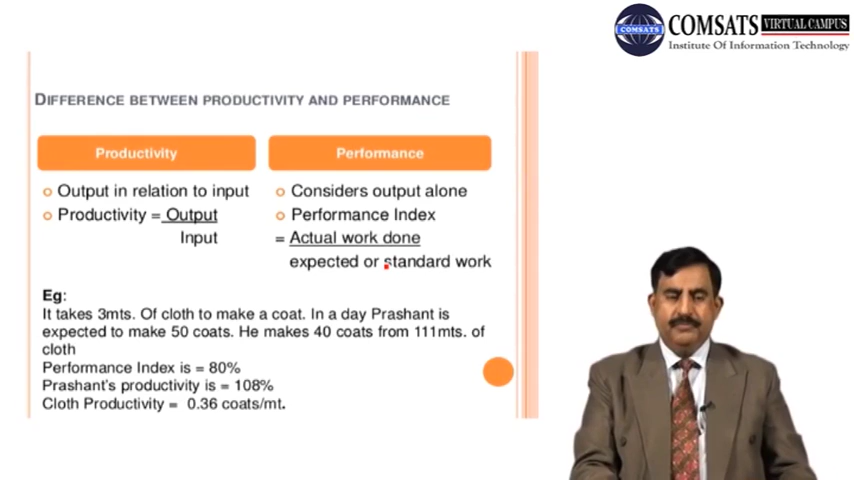 COMSATS VIRTUAL CAMPUS
COMSATS
Institute Of Information Technology
DIFFERENCE BETWEEN PRODUCTIVITY AND PERFORMANCE
Productivity
Output in relation to input
Productivity = Output
Input
Performance
Considers output alone
Performance Index
= Actual work done
expected or standard work
Eg:
It takes 3mts. Of cloth to make a coat. In a day Prashant is
expected to make 50 coats. He makes 40 coats from 111mts. of
cloth
Performance Index is = 80%
Prashant's productivity is = 108%
Cloth Productivity = 0.36 coats/mt.